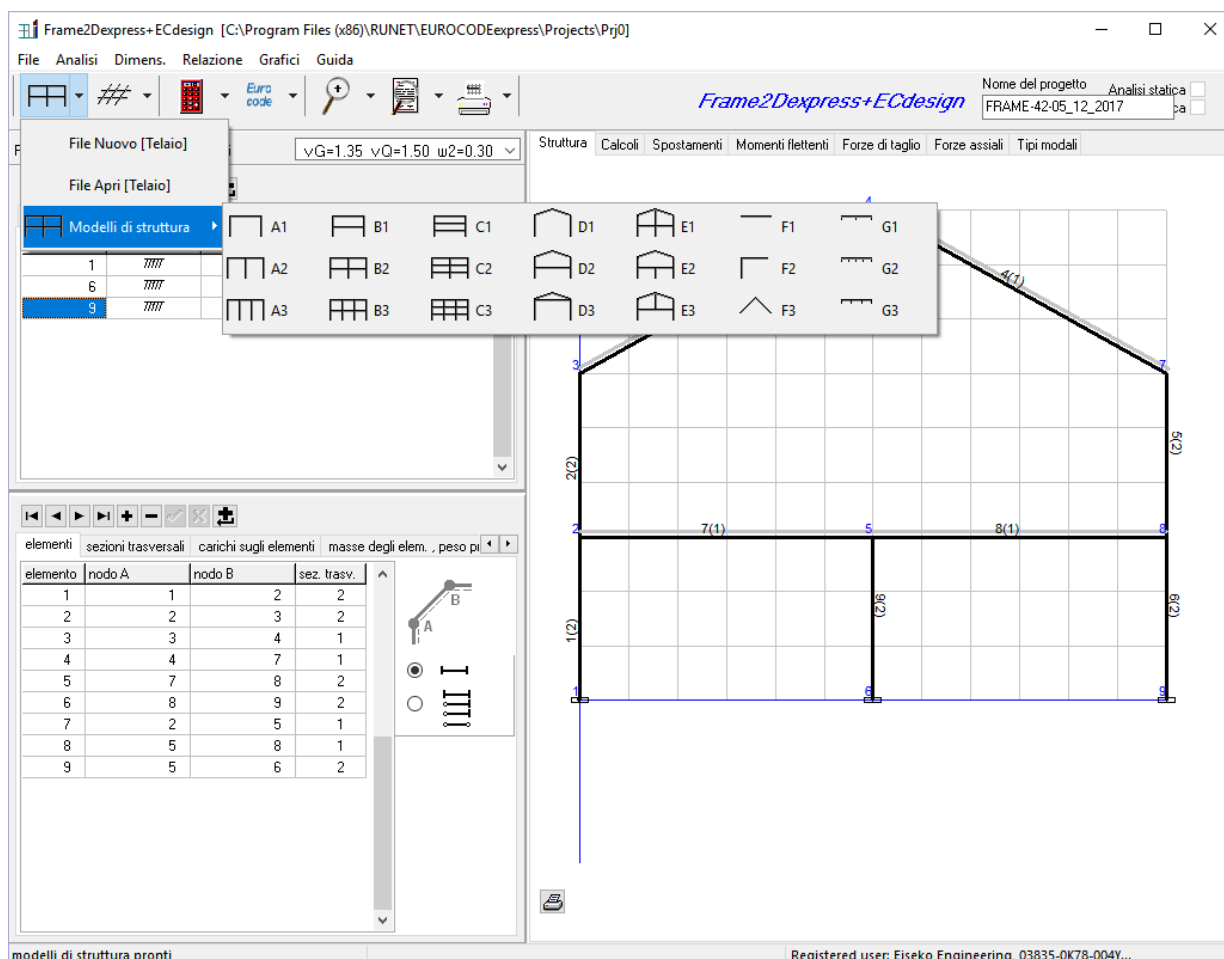 Frame2Dexpress+ECdesign [C:\Program Files (x86)\RUNET\EUROCODEexpress\Projects\Prj0]
File Analisi Dimens. Relazione Grafici Guida
Euro
code
Frame2Dexpress+ECdesign
Nome del progetto
Analisi statica
FRAME-42-05_12_2017
ca
File Nuovo [Telaio]
File Apri [Telaio]
Modelli di struttura
γG=1.35 γQ=1.50 ψ2=0.30
Struttura Calcoli Spostamenti Momenti flettenti Forze di taglio Forze assiali Tipi modali
A1 B1 C1 D1 E1 F1 G1
A2 B2 C2 D2 E2 F2 G2
A3 B3 C3 D3 E3 F3 G3
1
6
9
4
4(1)
3
7
2(2)
5(2)
2
7(1)
5
8(1)
8
1(2)
9(2)
6(2)
1
6
9
elementi sezioni trasversali carichi sugli elementi masse degli elem. , peso pr
elemento nodo A nodo B sez. trasv.
1 1 2 2
2 2 3 2
3 3 4 1
4 4 7 1
5 7 8 2
6 8 9 2
7 2 5 1
8 5 8 1
9 5 6 2
B
A
modelli di struttura pronti
Registered user: Eiseko Engineering, 03835-0K78-004Y...